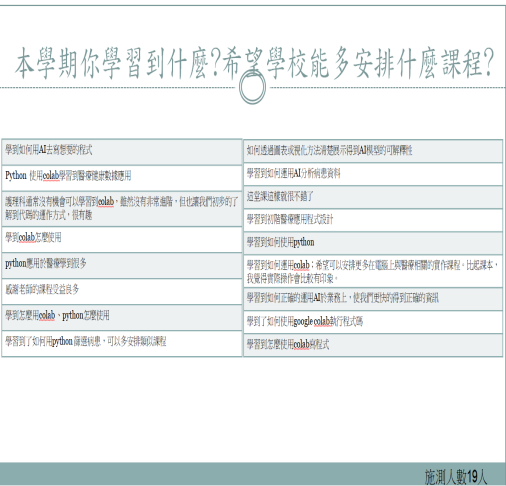 本學期你學習到什麼?希望學校能多安排什麼課程?
學到如何用AI去寫想要的程式
Python 使用colab學習到醫療健康數據應用
護理科通常沒有機會可以學習到colab，雖然沒有非常進階，但也讓我們初步的了
解到代碼的運作方式，很有趣
學到colab怎麼使用
python應用於醫療學到很多
感謝老師的課程受益良多
學到怎麼用colab、python怎麼使用
學習到了如何用python 篩選病患，可以多安排類似課程
如何透過圖表或視化方法清楚展示得到AI模型的可解釋性
學習到如何運用AI分析病患資料
這堂課這樣就很不錯了
學習到初階醫療應用程式設計
學習到如何使用python
學習到如何運用colab；希望可以安排更多在電腦上與醫療相關的實作課程。比起課本，
我覺得實際操作會比較有印象。
學習到如何正確的運用AI於業務上，使我們更快的得到正確的資訊
學習到了如何使用google colab執行程式碼
學習到怎麼使用colab寫程式
施測人數19人